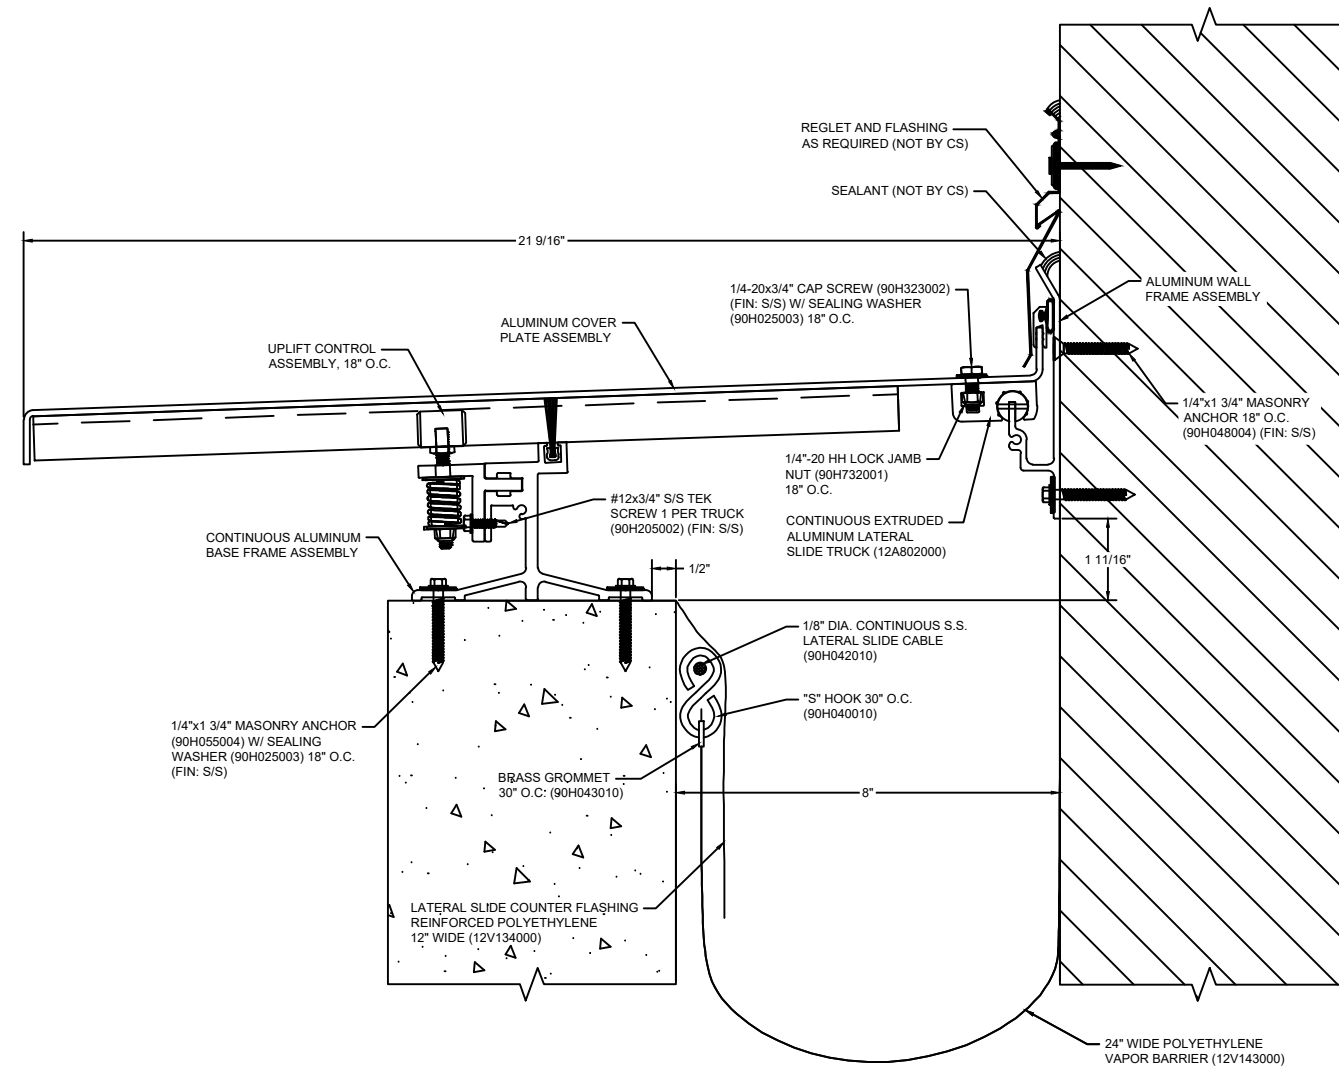 REGLET AND FLASHING
AS REQUIRED (NOT BY CS)
SEALANT (NOT BY CS)
21 9/16"
1/4-20x3/4" CAP SCREW (90H323002)
(FIN: S/S) W/ SEALING WASHER
(90H025003) 18" O.C.
ALUMINUM WALL
FRAME ASSEMBLY
ALUMINUM COVER
PLATE ASSEMBLY
UPLIFT CONTROL
ASSEMBLY, 18" O.C.
1/4"x1 3/4" MASONRY
ANCHOR 18" O.C.
(90H048004) (FIN: S/S)
1/4"-20 HH LOCK JAMB
NUT (90H732001)
18" O.C.
#12x3/4" S/S TEK
SCREW 1 PER TRUCK
(90H205002) (FIN: S/S)
CONTINUOUS EXTRUDED
ALUMINUM LATERAL
SLIDE TRUCK (12A802000)
CONTINUOUS ALUMINUM
BASE FRAME ASSEMBLY
1/2"
1 11/16"
1/8" DIA. CONTINUOUS S.S.
LATERAL SLIDE CABLE
(90H042010)
"S" HOOK 30" O.C.
(90H040010)
1/4"x1 3/4" MASONRY ANCHOR
(90H055004) W/ SEALING
WASHER (90H025003) 18" O.C.
(FIN: S/S)
BRASS GROMMET
30" O.C. (90H043010)
8"
LATERAL SLIDE COUNTER FLASHING
REINFORCED POLYETHYLENE
12" WIDE (12V134000)
24" WIDE POLYETHYLENE
VAPOR BARRIER (12V143000)